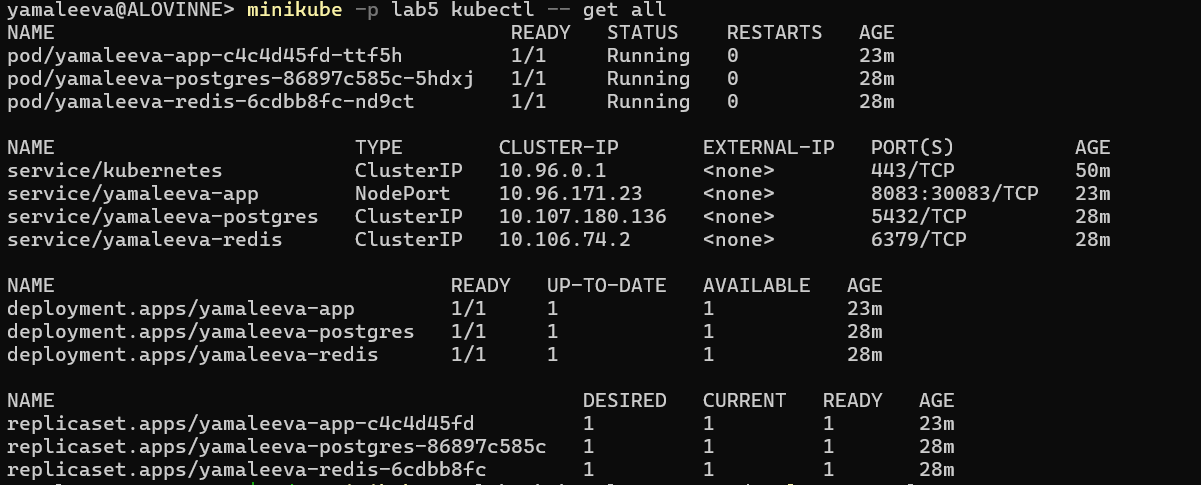 yamaleeva@ALOVINNE> minikube -p lab5 kubectl -- get all
NAME READY STATUS RESTARTS AGE
pod/yamaleeva-app-c4c4d45fd-ttf5h 1/1 Running 0 23m
pod/yamaleeva-postgres-86897c585c-5hdxj 1/1 Running 0 28m
pod/yamaleeva-redis-6cdbb8fc-nd9ct 1/1 Running 0 28m
NAME TYPE CLUSTER-IP EXTERNAL-IP PORT(S) AGE
service/kubernetes ClusterIP 10.96.0.1 <none> 443/TCP 50m
service/yamaleeva-app NodePort 10.96.171.23 <none> 8083:30083/TCP 23m
service/yamaleeva-postgres ClusterIP 10.107.180.136 <none> 5432/TCP 28m
service/yamaleeva-redis ClusterIP 10.106.74.2 <none> 6379/TCP 28m
NAME READY UP-TO-DATE AVAILABLE AGE
deployment.apps/yamaleeva-app 1/1 1 1 23m
deployment.apps/yamaleeva-postgres 1/1 1 1 28m
deployment.apps/yamaleeva-redis 1/1 1 1 28m
NAME DESIRED CURRENT READY AGE
replicaset.apps/yamaleeva-app-c4c4d45fd 1 1 1 23m
replicaset.apps/yamaleeva-postgres-86897c585c 1 1 1 28m
replicaset.apps/yamaleeva-redis-6cdbb8fc 1 1 1 28m